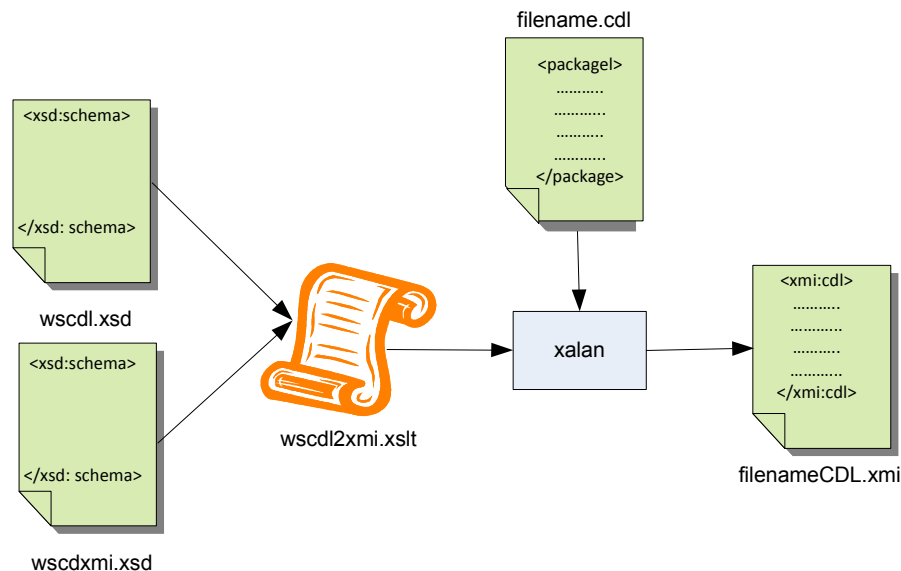 filename.cdl
<packagel>
………..
…………...
………...
…………..
</package>
<xsd:schema>
</xsd: schema>
wscdl.xsd
<xsd:schema>
</xsd: schema>
wscdxmi.xsd
wscdl2xmi.xslt
xalan
<xmi:cdl>
………..
…………..
………..
…………..
</xmi:cdl>
filenameCDL.xmi